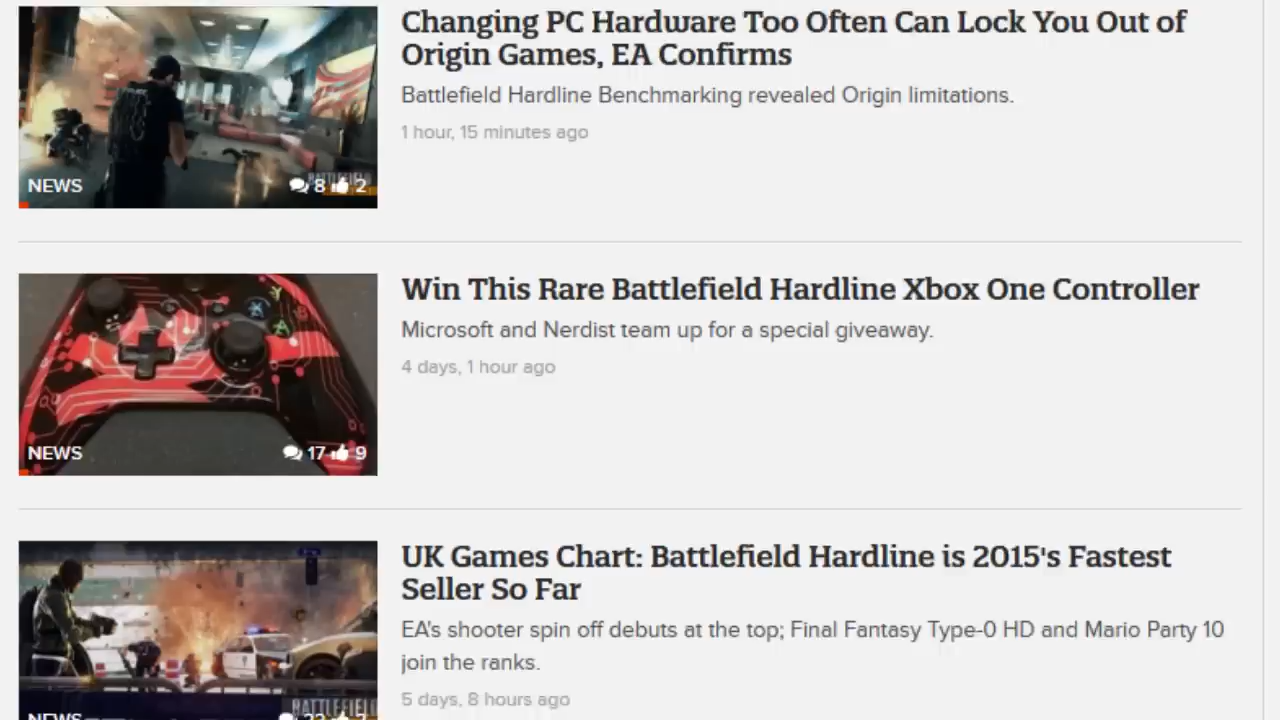 Changing PC Hardware Too Often Can Lock You Out of
Origin Games, EA Confirms
Battlefield Hardline Benchmarking revealed Origin limitations.
1 hour, 15 minutes ago
NEWS
8 2
BATTLEFIELD
Win This Rare Battlefield Hardline Xbox One Controller
Microsoft and Nerdist team up for a special giveaway.
4 days, 1 hour ago
Y
A
NEWS
17 9
UK Games Chart: Battlefield Hardline is 2015's Fastest
Seller So Far
EA's shooter spin off debuts at the top; Final Fantasy Type-0 HD and Mario Party 10
join the ranks.
5 days, 8 hours ago
BATTLEFIELD
NEWS